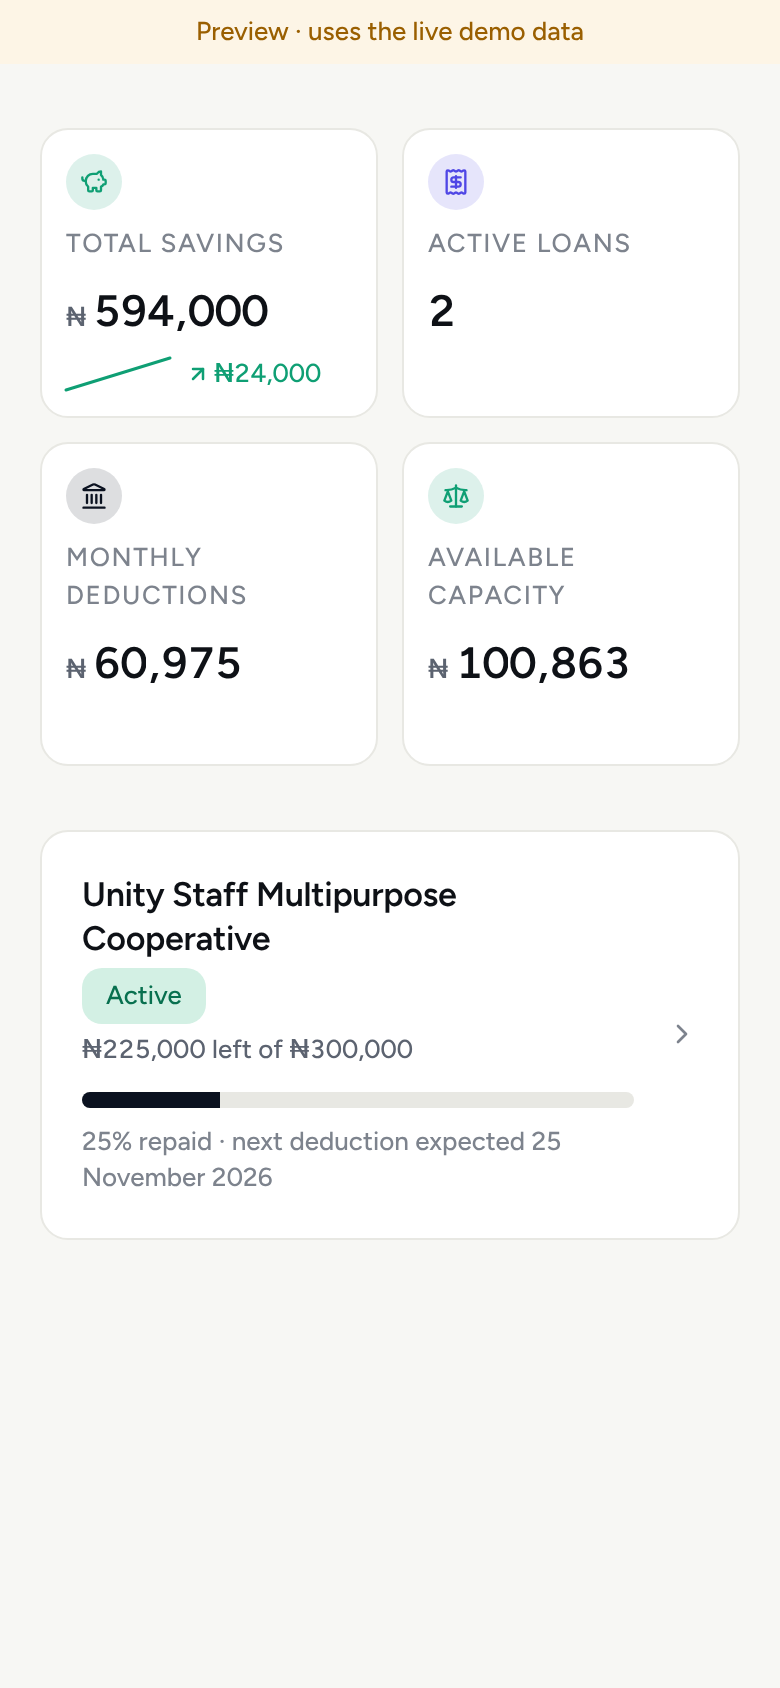 Preview · uses the live demo data
TOTAL SAVINGS
₦ 594,000
₦24,000
ACTIVE LOANS
2
MONTHLY
DEDUCTIONS
₦ 60,975
AVAILABLE
CAPACITY
₦ 100,863
Unity Staff Multipurpose
Cooperative
Active
₦225,000 left of ₦300,000
25% repaid · next deduction expected 25
November 2026